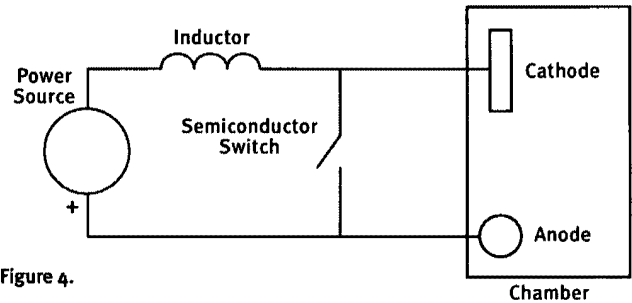 Inductor
Power
Source
Cathode
Semiconductor
Switch
+
Anode
Figure 4.
Chamber